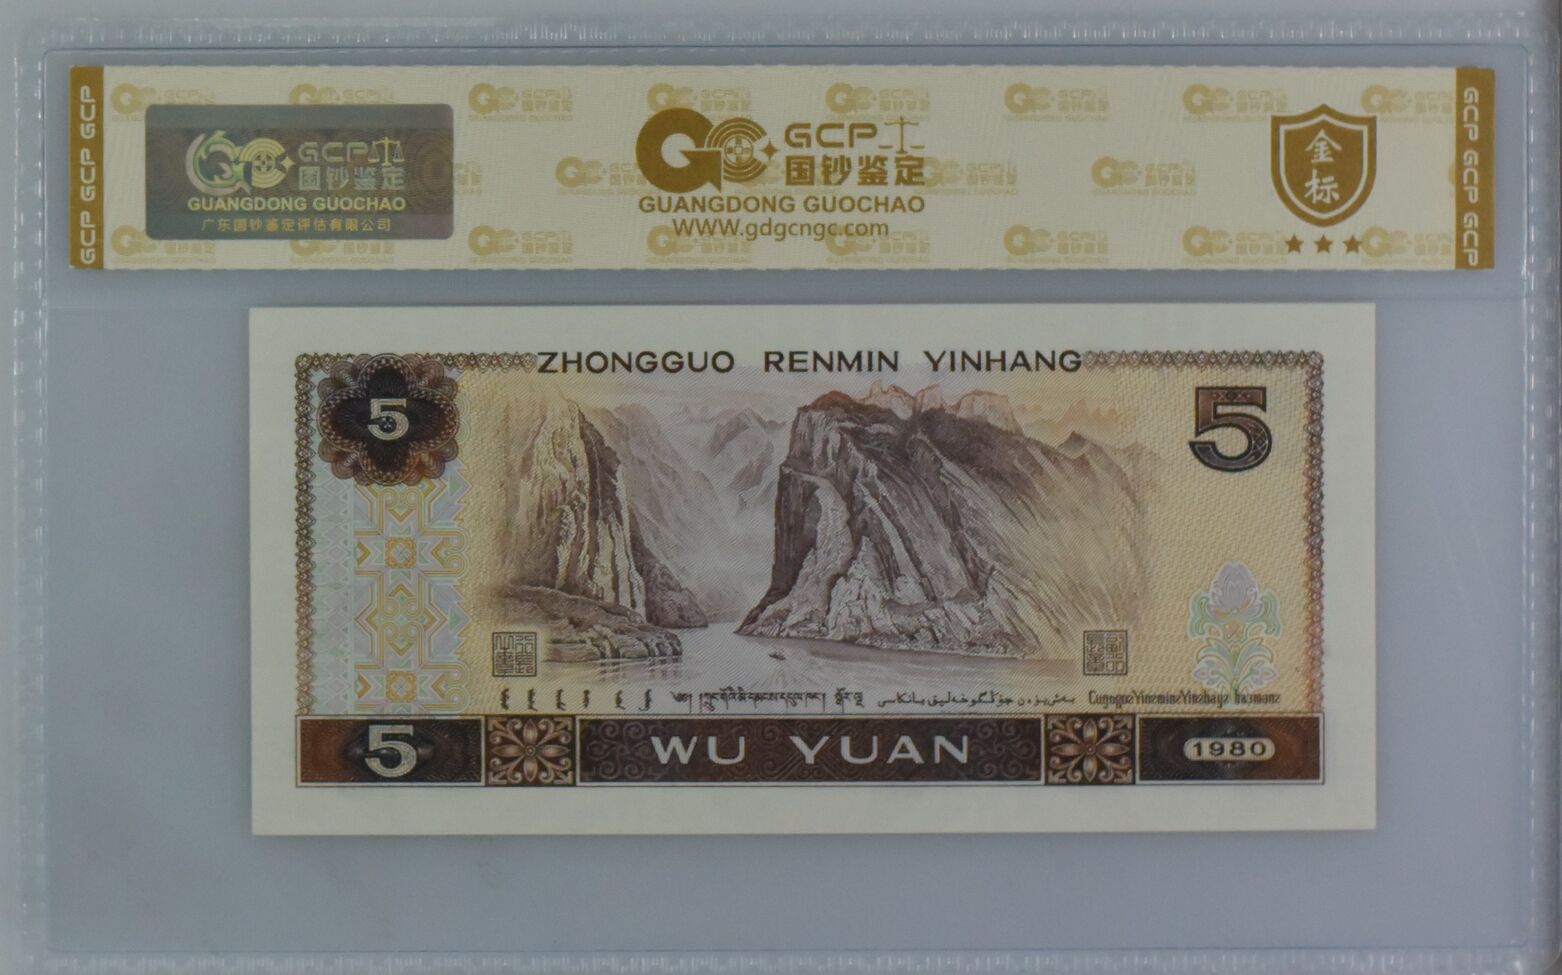 GCP GCP GCP
GCP
国钞鉴定
GUANGDONG GUOCHAO
广东国钞鉴定评估有限公司
GCP
国钞鉴定
GUANGDONG GUOCHAO
WWW.gdgcngc.com
金标
GCP GCP GCP
ZHONGGUO RENMIN YINHANG
5
5
5
WU YUAN
1980